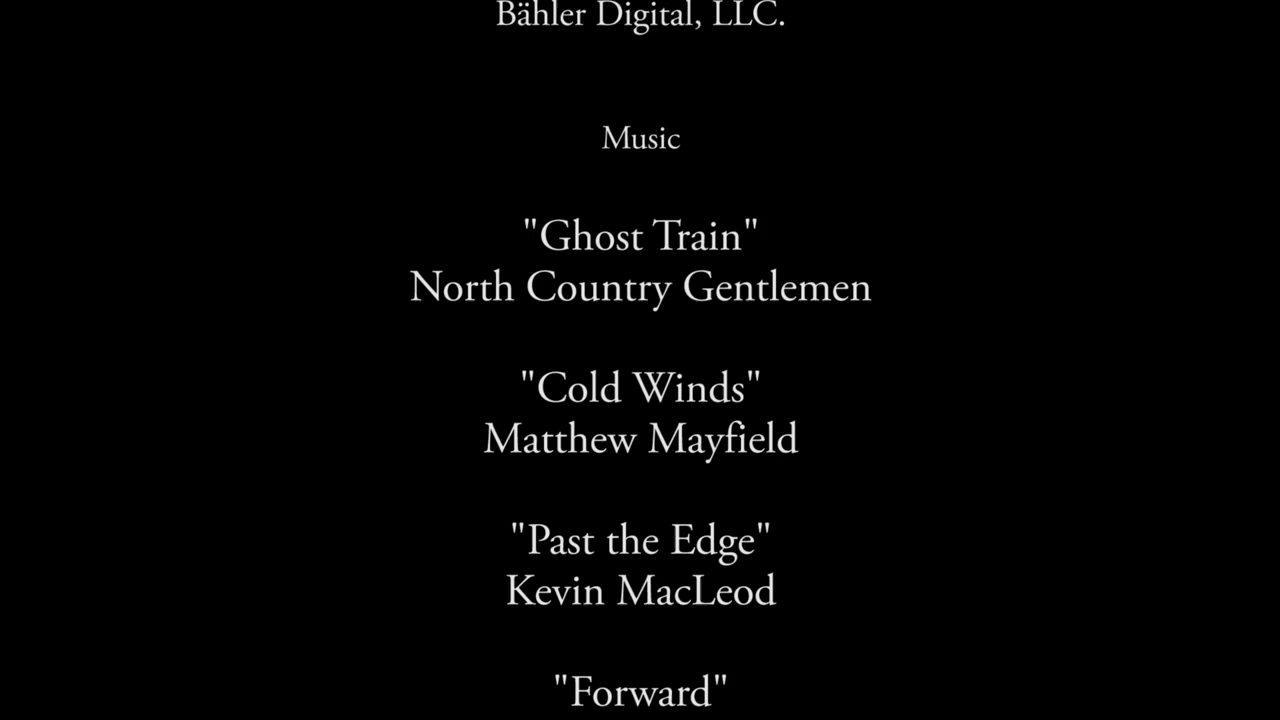 Bähler Digital, LLC.
Music
"Ghost Train"
North Country Gentlemen
"Cold Winds"
Matthew Mayfield
"Past the Edge"
Kevin MacLeod
"Forward"